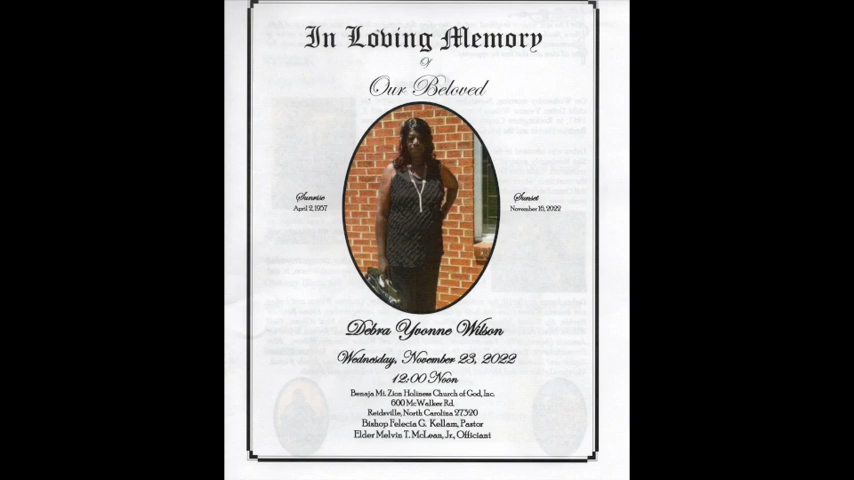 In Loving Memory
Of
Our Beloved
Sunrise
April 2, 1957
Sunset
November 16, 2022
Debra Yvonne Wilson
Wednesday, November 23, 2022
12:00 Noon
Benaja Mt. Zion Holiness Church of God, Inc.
600 McWalker Rd.
Reidsville, North Carolina 27320
Bishop Felecia G. Kellam, Pastor
Elder Melvin T. McLean, Jr., Officiant